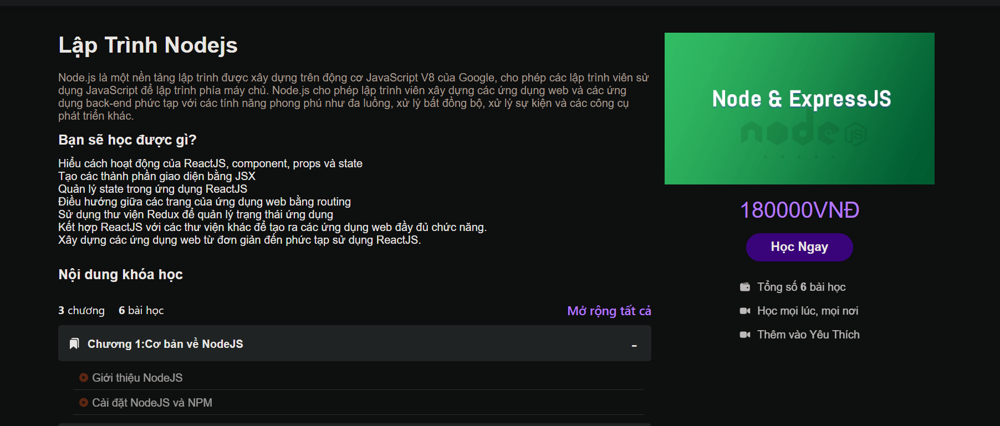 Lập Trình Nodejs
Node.js là một nền tảng lập trình được xây dựng trên động cơ JavaScript V8 của Google, cho phép các lập trình viên sử
dụng JavaScript để lập trình phía máy chủ. Node.js cho phép lập trình viên xây dựng các ứng dụng web và các ứng
dụng back-end phức tạp với các tính năng phong phú như đa luồng, xử lý bất đồng bộ, xử lý sự kiện và các công cụ
phát triển khác.
Bạn sẽ học được gì?
Hiểu cách hoạt động của ReactJS, component, props và state
Tạo các thành phần giao diện bằng JSX
Quản lý state trong ứng dụng ReactJS
Điều hướng giữa các trang của ứng dụng web bằng routing
Sử dụng thư viện Redux để quản lý trạng thái ứng dụng
Kết hợp ReactJS với các thư viện khác để tạo ra các ứng dụng web đầy đủ chức năng.
Xây dựng các ứng dụng web từ đơn giản đến phức tạp sử dụng ReactJS.
Nội dung khóa học
3 chương 6 bài học
Mở rộng tất cả
Chương 1:Cơ bản về NodeJS -
Giới thiệu NodeJS
Cài đặt NodeJS và NPM
Node & ExpressJS
node JS
180000VNĐ
Học Ngay
Tổng số 6 bài học
Học mọi lúc, mọi nơi
Thêm vào Yêu Thích